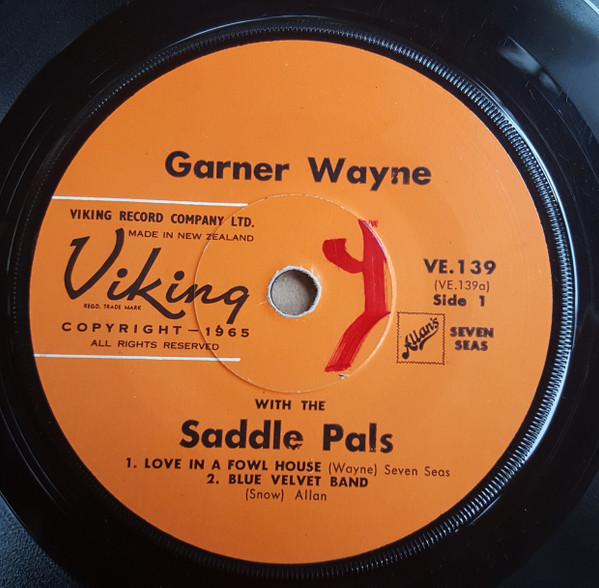 Garner Wayne
VIKING RECORD COMPANY LTD.
MADE IN NEW ZEALAND
Viking
REGD. TRADE MARK
COPYRIGHT — 1965
ALL RIGHTS RESERVED
VE.139
(VE.139a)
Side 1
Allan's
SEVEN
SEAS
WITH THE
Saddle Pals
1. LOVE IN A FOWL HOUSE (Wayne) Seven Seas
2. BLUE VELVET BAND
(Snow) Allan